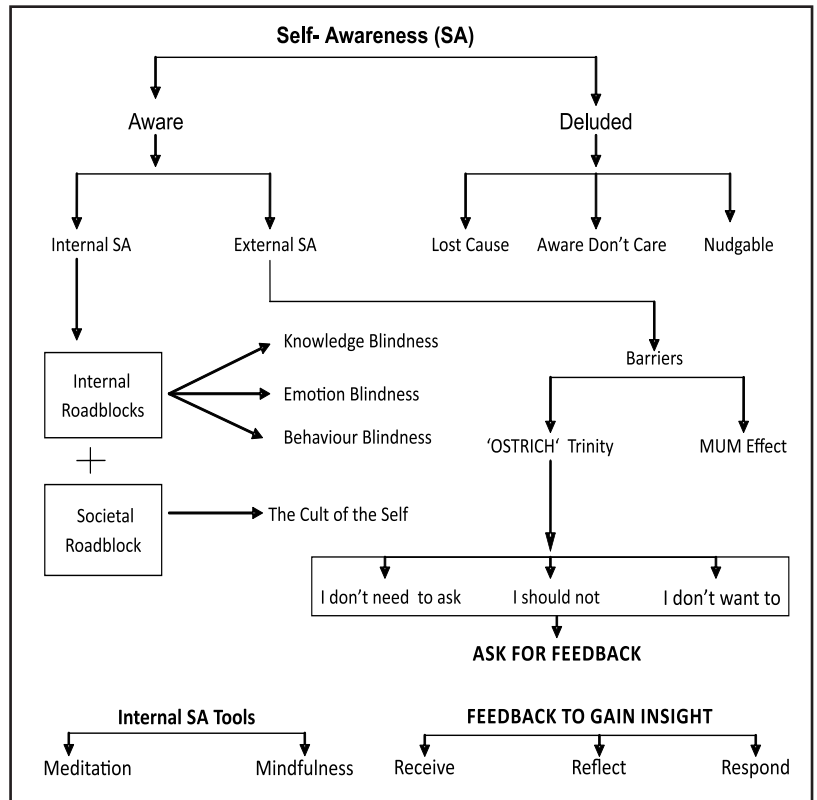 Self- Awareness (SA)
Aware
Deluded
Internal SA
External SA
Lost Cause
Aware Don't Care
Nudgable
Knowledge Blindness
Barriers
Internal
Roadblocks
Emotion Blindness
Behaviour Blindness
‘OSTRICH‘ Trinity
MUM Effect
+
Societal
Roadblock
The Cult of the Self
I don't need to ask
I should not
I don't want to
ASK FOR FEEDBACK
Internal SA Tools
FEEDBACK TO GAIN INSIGHT
Meditation
Mindfulness
Receive
Reflect
Respond